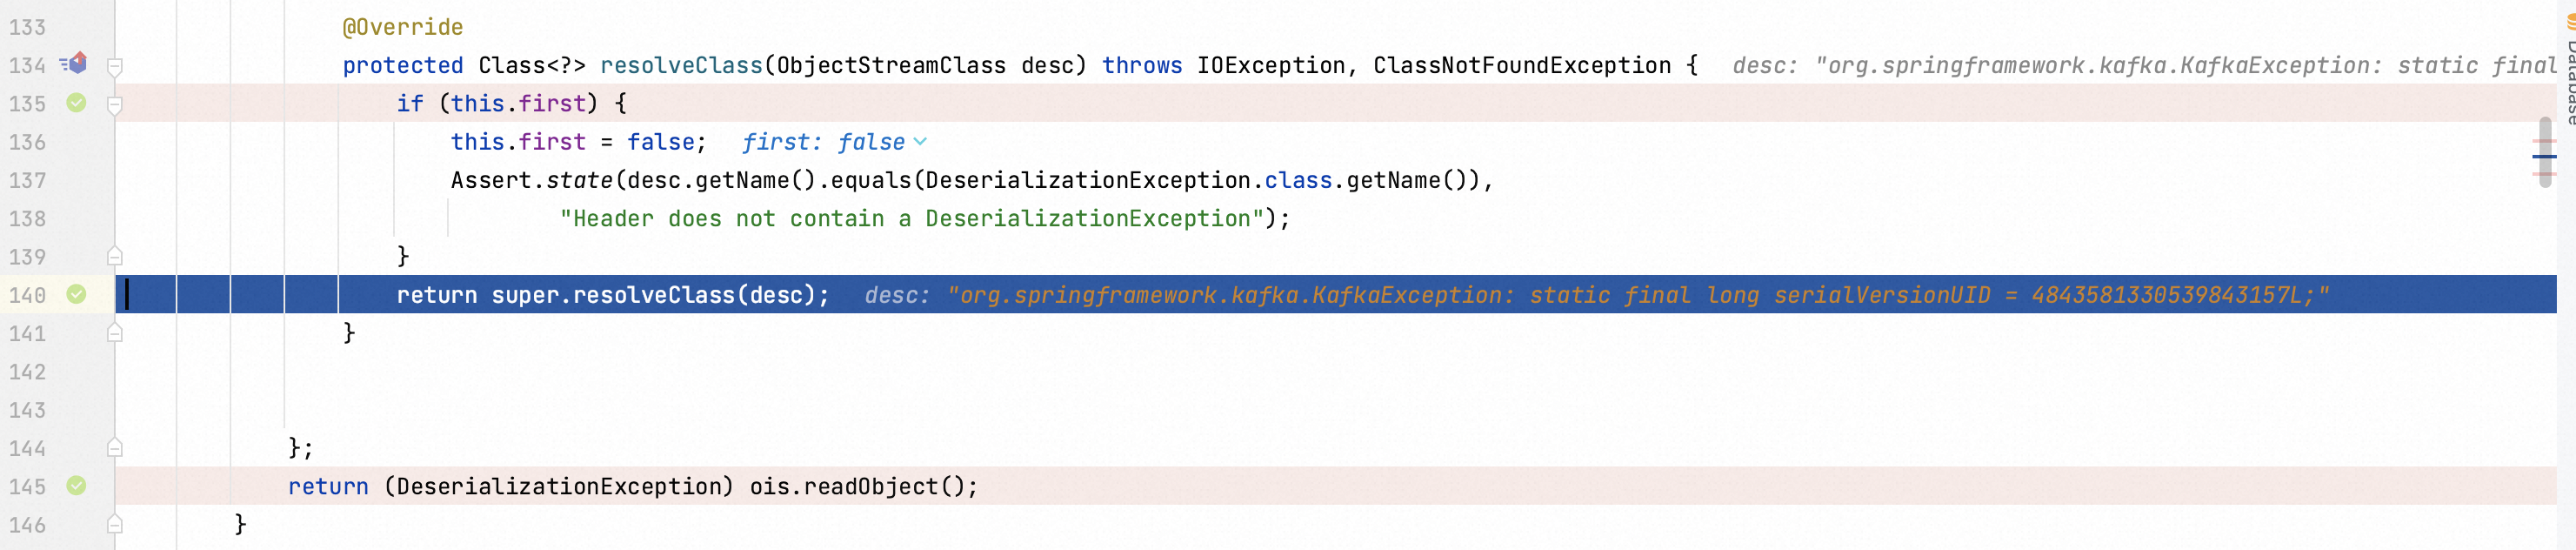 133 @Override
134 protected Class<?> resolveClass(ObjectStreamClass desc) throws IOException, ClassNotFoundException { desc: "org.springframework.kafka.KafkaException: static final
135 if (this.first) {
136 this.first = false; first: false
137 Assert.state(desc.getName().equals(DeserializationException.class.getName()),
138 "Header does not contain a DeserializationException");
139 }
140 return super.resolveClass(desc); desc: "org.springframework.kafka.KafkaException: static final long serialVersionUID = 4843581330539843157L;"
141 }
142
143
144 };
145 return (DeserializationException) ois.readObject();
146 }
Database